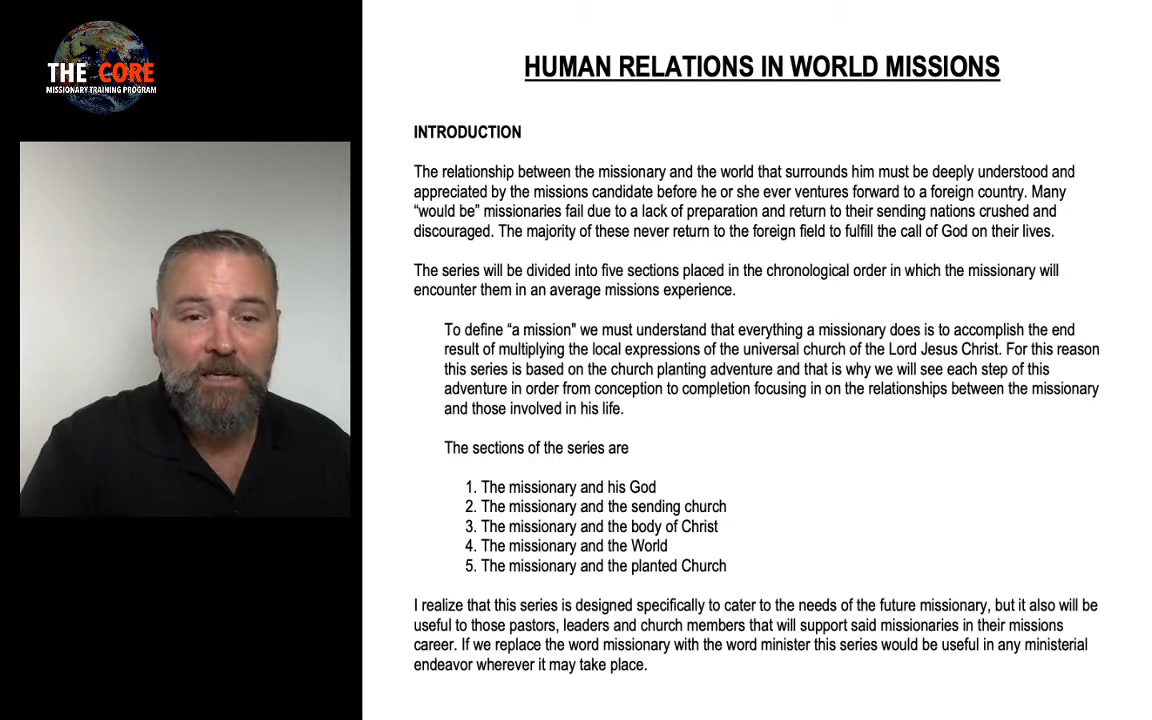 THE CORE
MISSIONARY TRAINING PROGRAM
HUMAN RELATIONS IN WORLD MISSIONS
INTRODUCTION
The relationship between the missionary and the world that surrounds him must be deeply understood and
appreciated by the missions candidate before he or she ever ventures forward to a foreign country. Many
“would be” missionaries fail due to a lack of preparation and return to their sending nations crushed and
discouraged. The majority of these never return to the foreign field to fulfill the call of God on their lives.
The series will be divided into five sections placed in the chronological order in which the missionary will
encounter them in an average missions experience.
To define “a mission" we must understand that everything a missionary does is to accomplish the end
result of multiplying the local expressions of the universal church of the Lord Jesus Christ. For this reason
this series is based on the church planting adventure and that is why we will see each step of this
adventure in order from conception to completion focusing in on the relationships between the missionary
and those involved in his life.
The sections of the series are
1. The missionary and his God
2. The missionary and the sending church
3. The missionary and the body of Christ
4. The missionary and the World
5. The missionary and the planted Church
I realize that this series is designed specifically to cater to the needs of the future missionary, but it also will be
useful to those pastors, leaders and church members that will support said missionaries in their missions
career. If we replace the word missionary with the word minister this series would be useful in any ministerial
endeavor wherever it may take place.